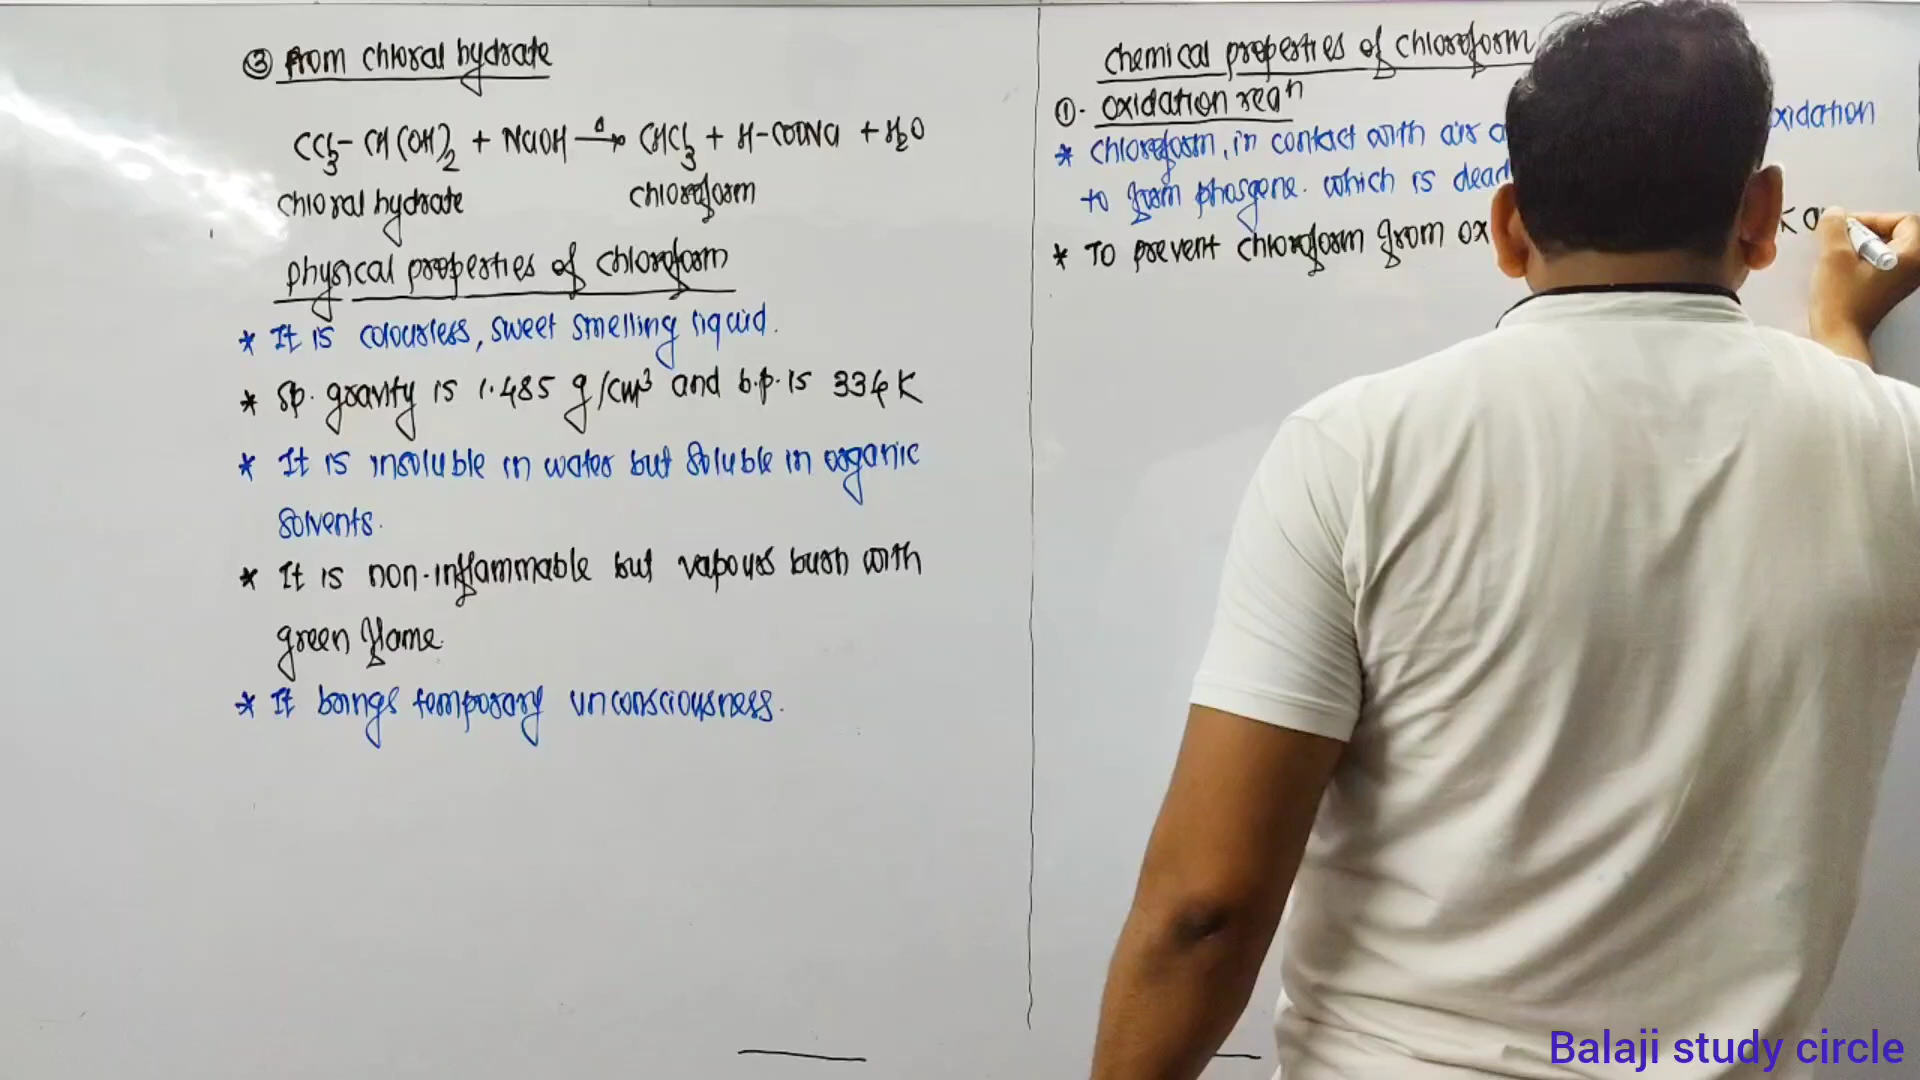 ③ From chloral hydrate
CCl₃- CH(OH)₂ + NaOH —Δ→ CHCl₃ + H-COONa + H₂O
chloral hydrate chloroform
physical properties of chloroform
* It is colourless, sweet smelling liquid.
* Sp. gravity is 1.485 g/cm³ and b.p. is 334 K
* It is insoluble in water but soluble in organic
solvents.
* It is non-inflammable but vapours burn with
green flame.
* It brings temporary unconsciousness.
chemical properties of chloroform
①. oxidation reaⁿ
* chloroform, in contact with air
to form phosgene. which is
* To prevent chloroform from
Balaji study circle